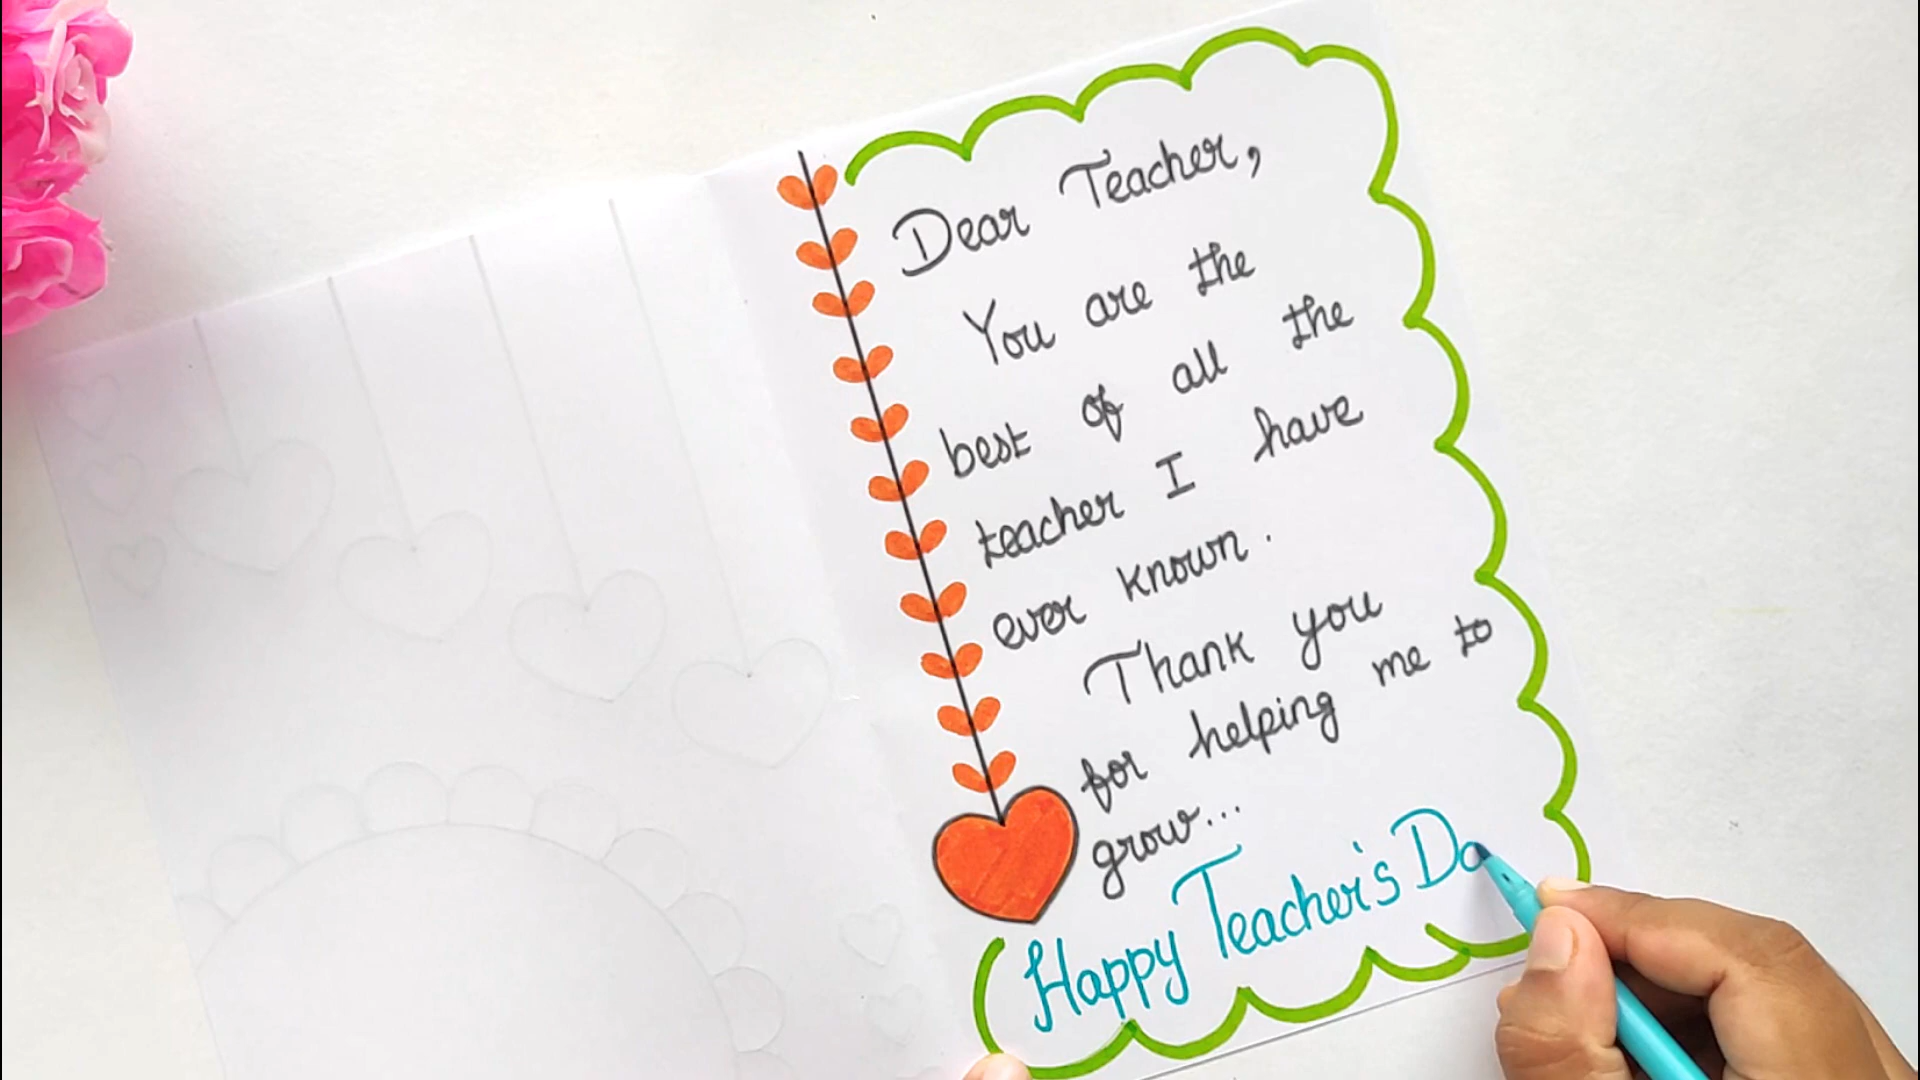 Dear Teacher,
You are the
best of all the
teacher I have
ever known.
Thank you
for helping me to
grow...
Happy Teacher's Da